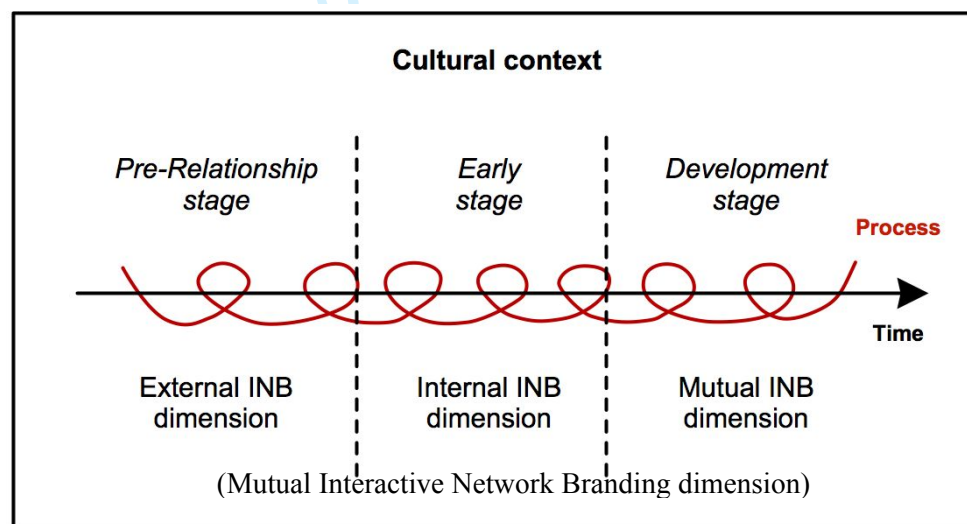 Cultural context
Pre-Relationship
stage
Early
stage
Development
stage
Process
Time
External INB
dimension
Internal INB
dimension
Mutual INB
dimension
(Mutual Interactive Network Branding dimension)